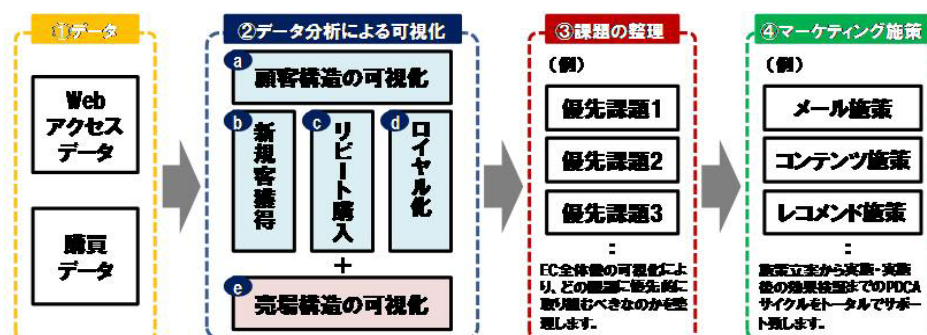 ①データ
Web
アクセス
データ
購買
データ
②データ分析による可視化
a
顧客構造の可視化
b
新規客獲得
c
リピート購入
d
ロイヤル化
+
e
売場構造の可視化
③課題の整理
(例)
優先課題1
優先課題2
優先課題3
:
EC全体像の可視化によ
り、どの課題に優先的に
取り組むべきなのかを整
理します。
④マーケティング施策
(例)
メール施策
コンテンツ施策
レコメンド施策
:
施策立案から実施・実施
後の効果検証までのPDCA
サイクルをトータルでサポー
ト致します。